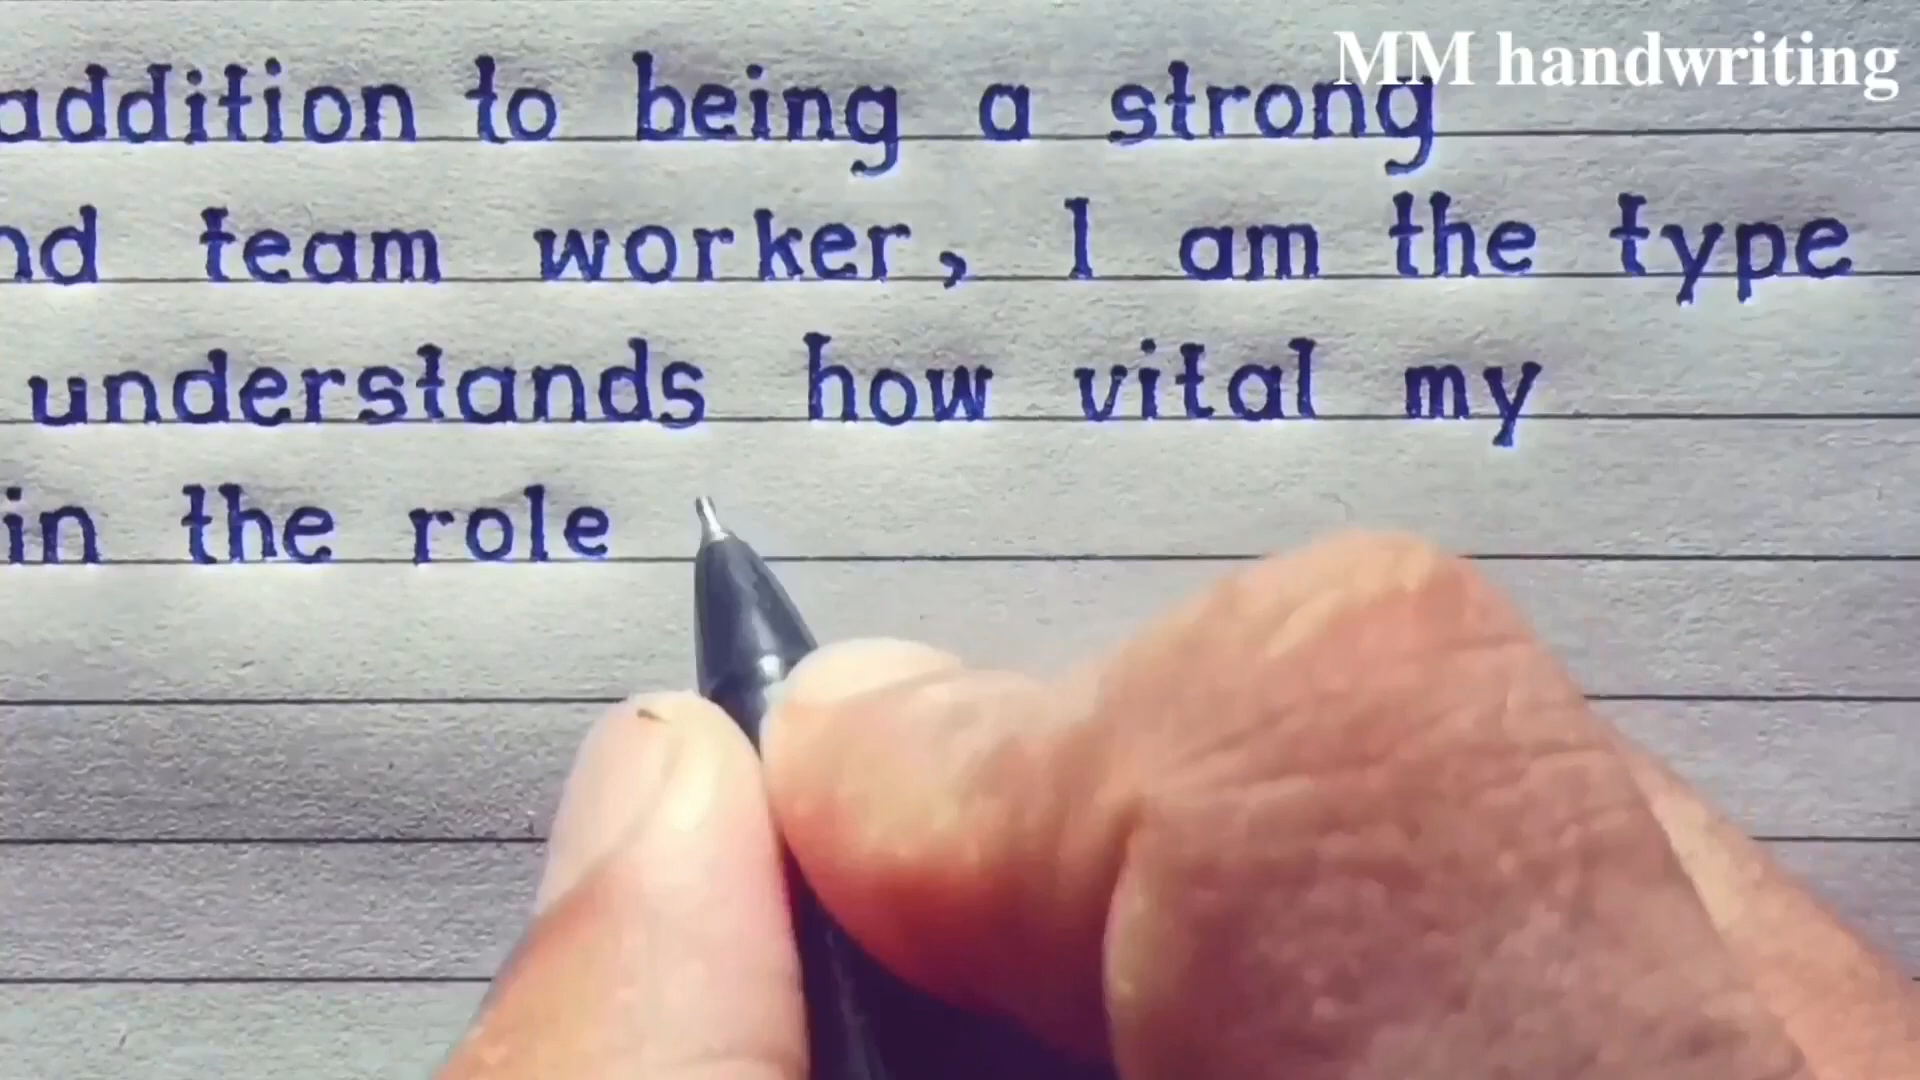 MM handwriting
addition to being a strong
nd team worker, I am the type
understands how vital my
in the role